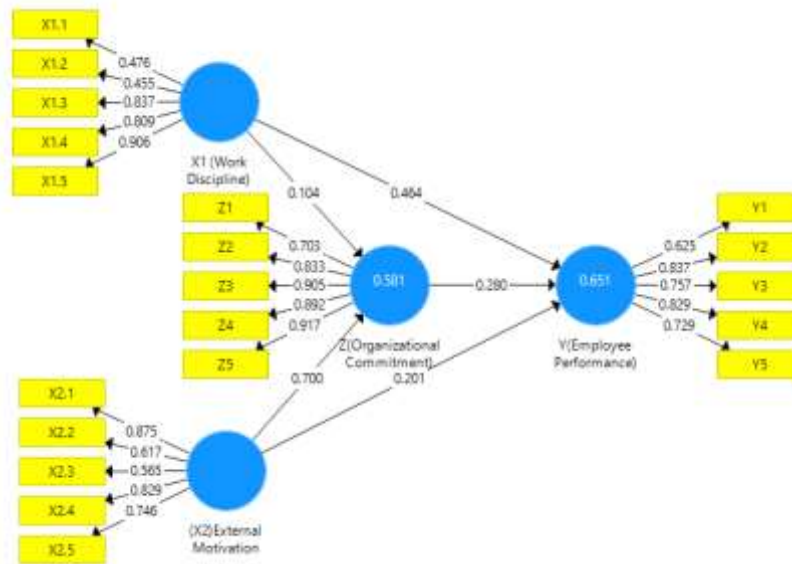 X1.1
0.476
X1.2
0.455
X1.3
0.837
X1.4
0.809
X1.5
0.906
X1 (Work
Discipline)
0.104
0.464
Z1
0.703
Z2
0.833
Z3
0.905
Z4
0.892
Z5
0.917
0.581
Z(Organizational
Commitment)
0.280
0.651
Y(Employee
Performance)
Y1
0.625
Y2
0.837
Y3
0.757
Y4
0.829
Y5
0.729
0.700
0.201
X2.1
0.875
X2.2
0.617
X2.3
0.565
X2.4
0.829
X2.5
0.746
(X2)External
Motivation